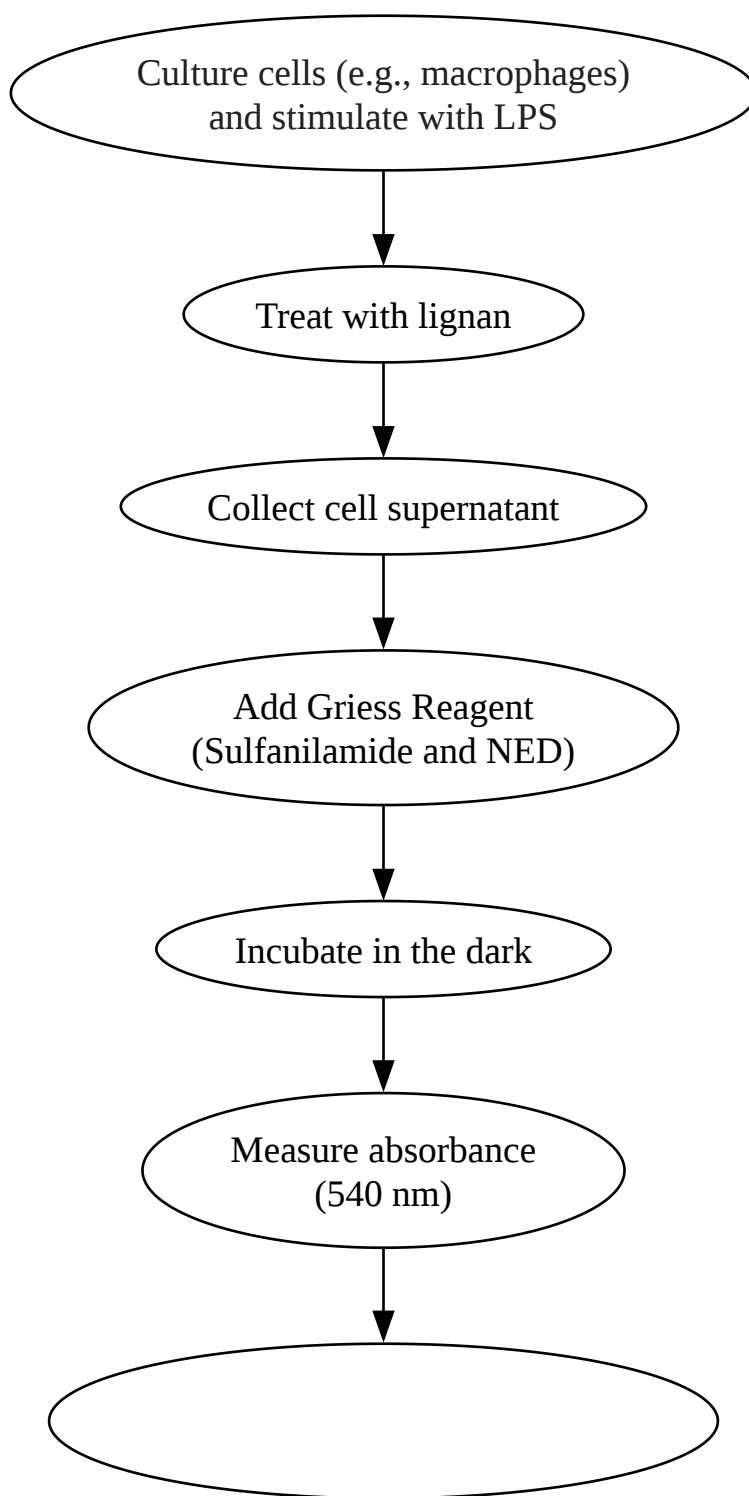 Culture cells (e.g., macrophages)
and stimulate with LPS
Treat with lignan
Collect cell supernatant
Add Griess Reagent
(Sulfanilamide and NED)
Incubate in the dark
Measure absorbance
(540 nm)